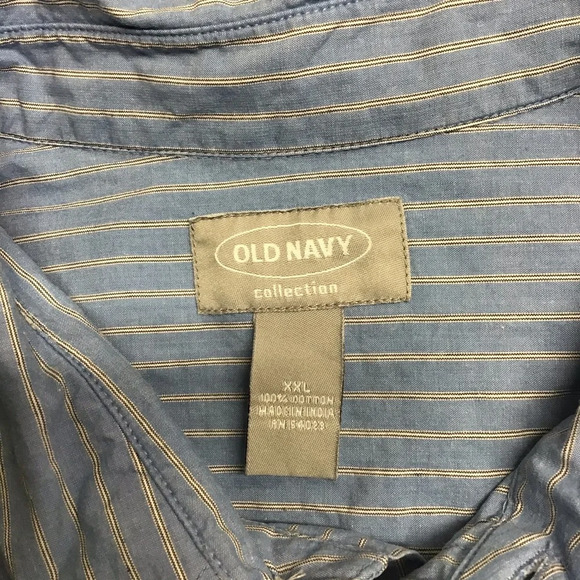 OLD NAVY
collection
XXL
100% COTTON
MADE IN INDIA
RN 54023